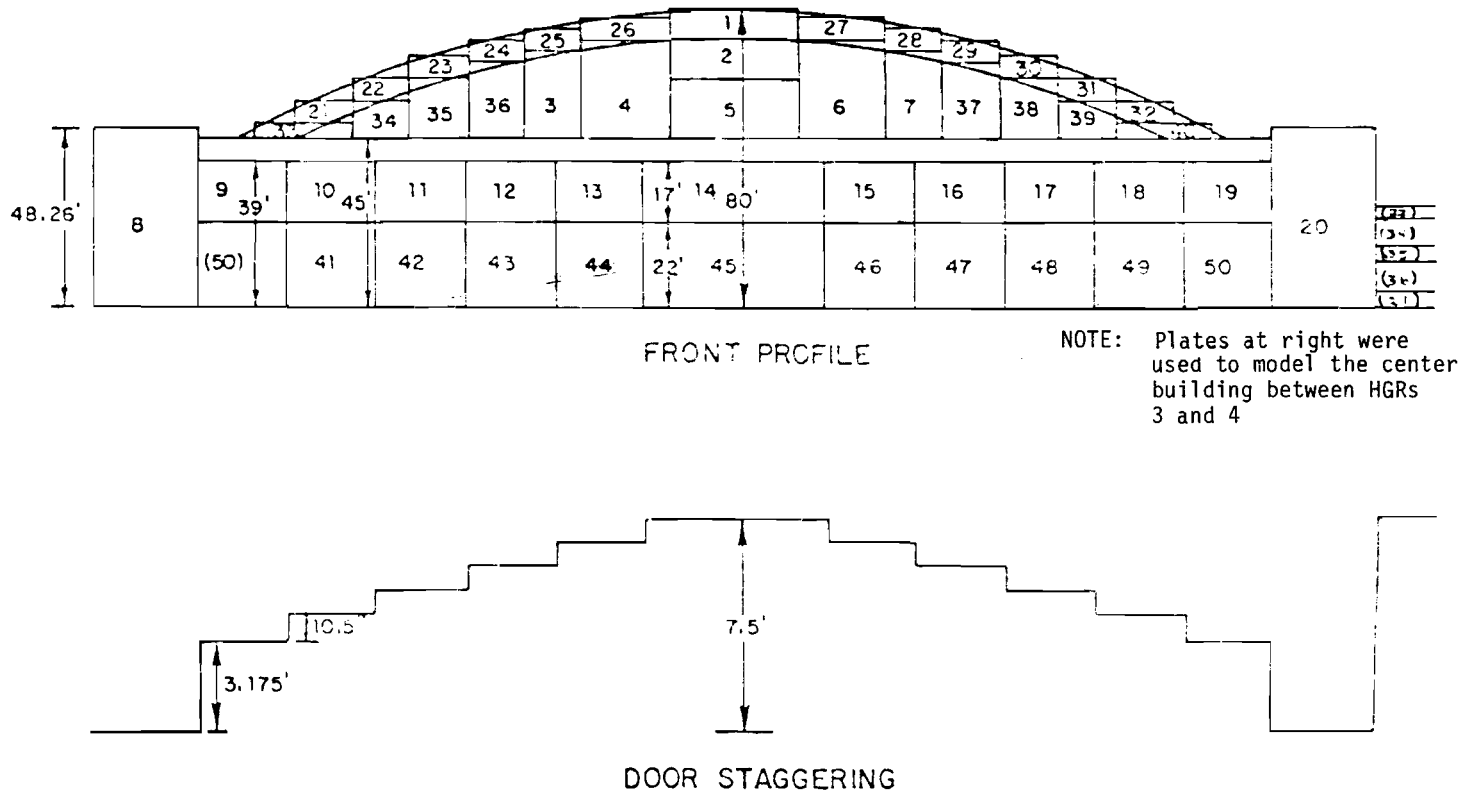 1
26 27
25 28
24 2 29
23 30
22 31
21 34 35 36 3 4 5 6 7 37 38 39 32
48.26'
8
9 39' 10 45' 11 12 13 17' 14 80' 15 16 17 18 19
20
(50) 41 42 43 44 22' 45 46 47 48 49 50
FRONT PROFILE
NOTE: Plates at right were
used to model the center
building between HGRs
3 and 4
10.5"
7.5'
3.175'
DOOR STAGGERING